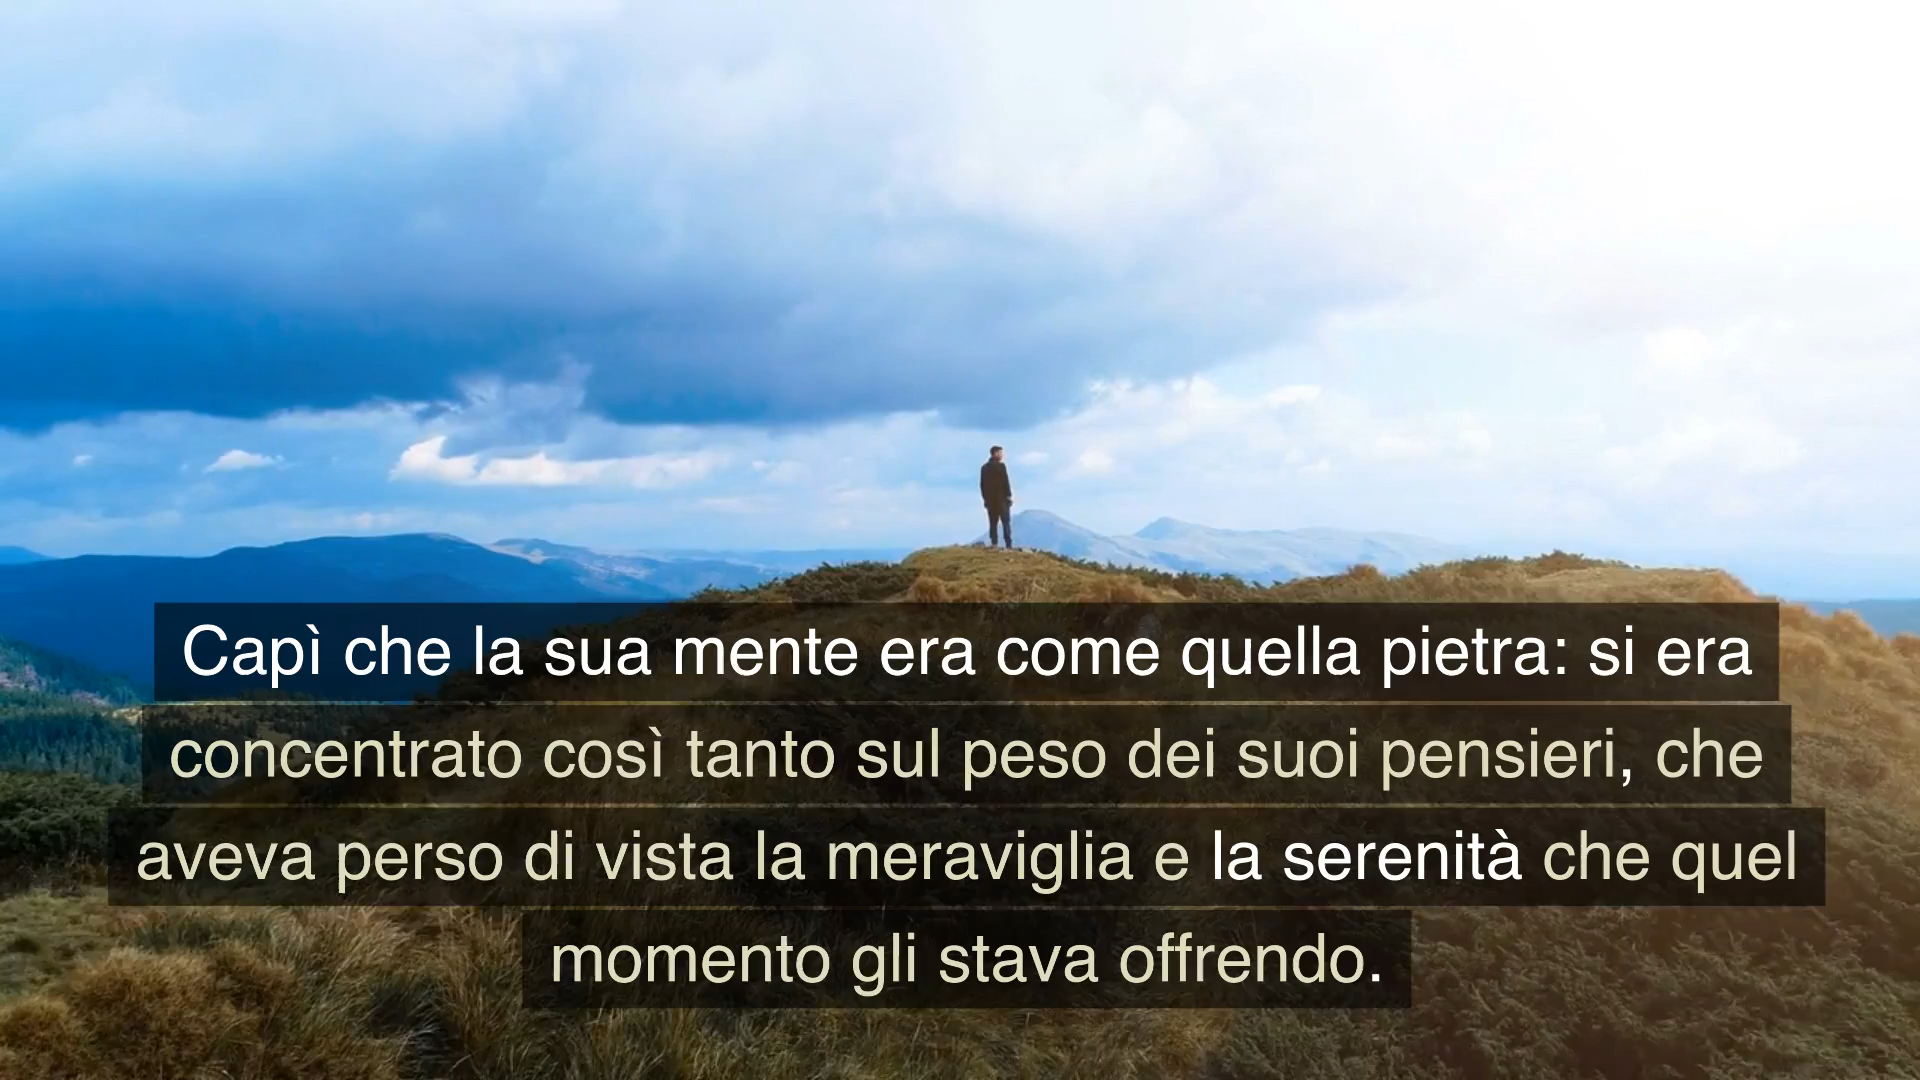 Capì che la sua mente era come quella pietra: si era
concentrato così tanto sul peso dei suoi pensieri, che
aveva perso di vista la meraviglia e la serenità che quel
momento gli stava offrendo.